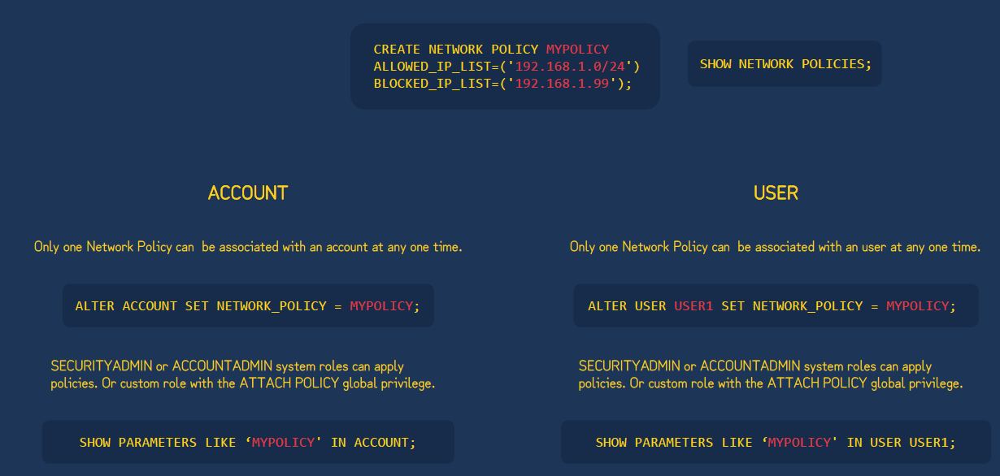 CREATE NETWORK POLICY MYPOLICY
ALLOWED_IP_LIST=('192.168.1.0/24')
BLOCKED_IP_LIST=('192.168.1.99');
SHOW NETWORK POLICIES;
ACCOUNT
Only one Network Policy can  be associated with an account at any one time.
ALTER ACCOUNT SET NETWORK_POLICY = MYPOLICY;
SECURITYADMIN or ACCOUNTADMIN system roles can apply
policies. Or custom role with the ATTACH POLICY global privilege.
SHOW PARAMETERS LIKE ‘MYPOLICY' IN ACCOUNT;
USER
Only one Network Policy can  be associated with an user at any one time.
ALTER USER USER1 SET NETWORK_POLICY = MYPOLICY;
SECURITYADMIN or ACCOUNTADMIN system roles can apply
policies. Or custom role with the ATTACH POLICY global privilege.
SHOW PARAMETERS LIKE ‘MYPOLICY' IN USER USER1;